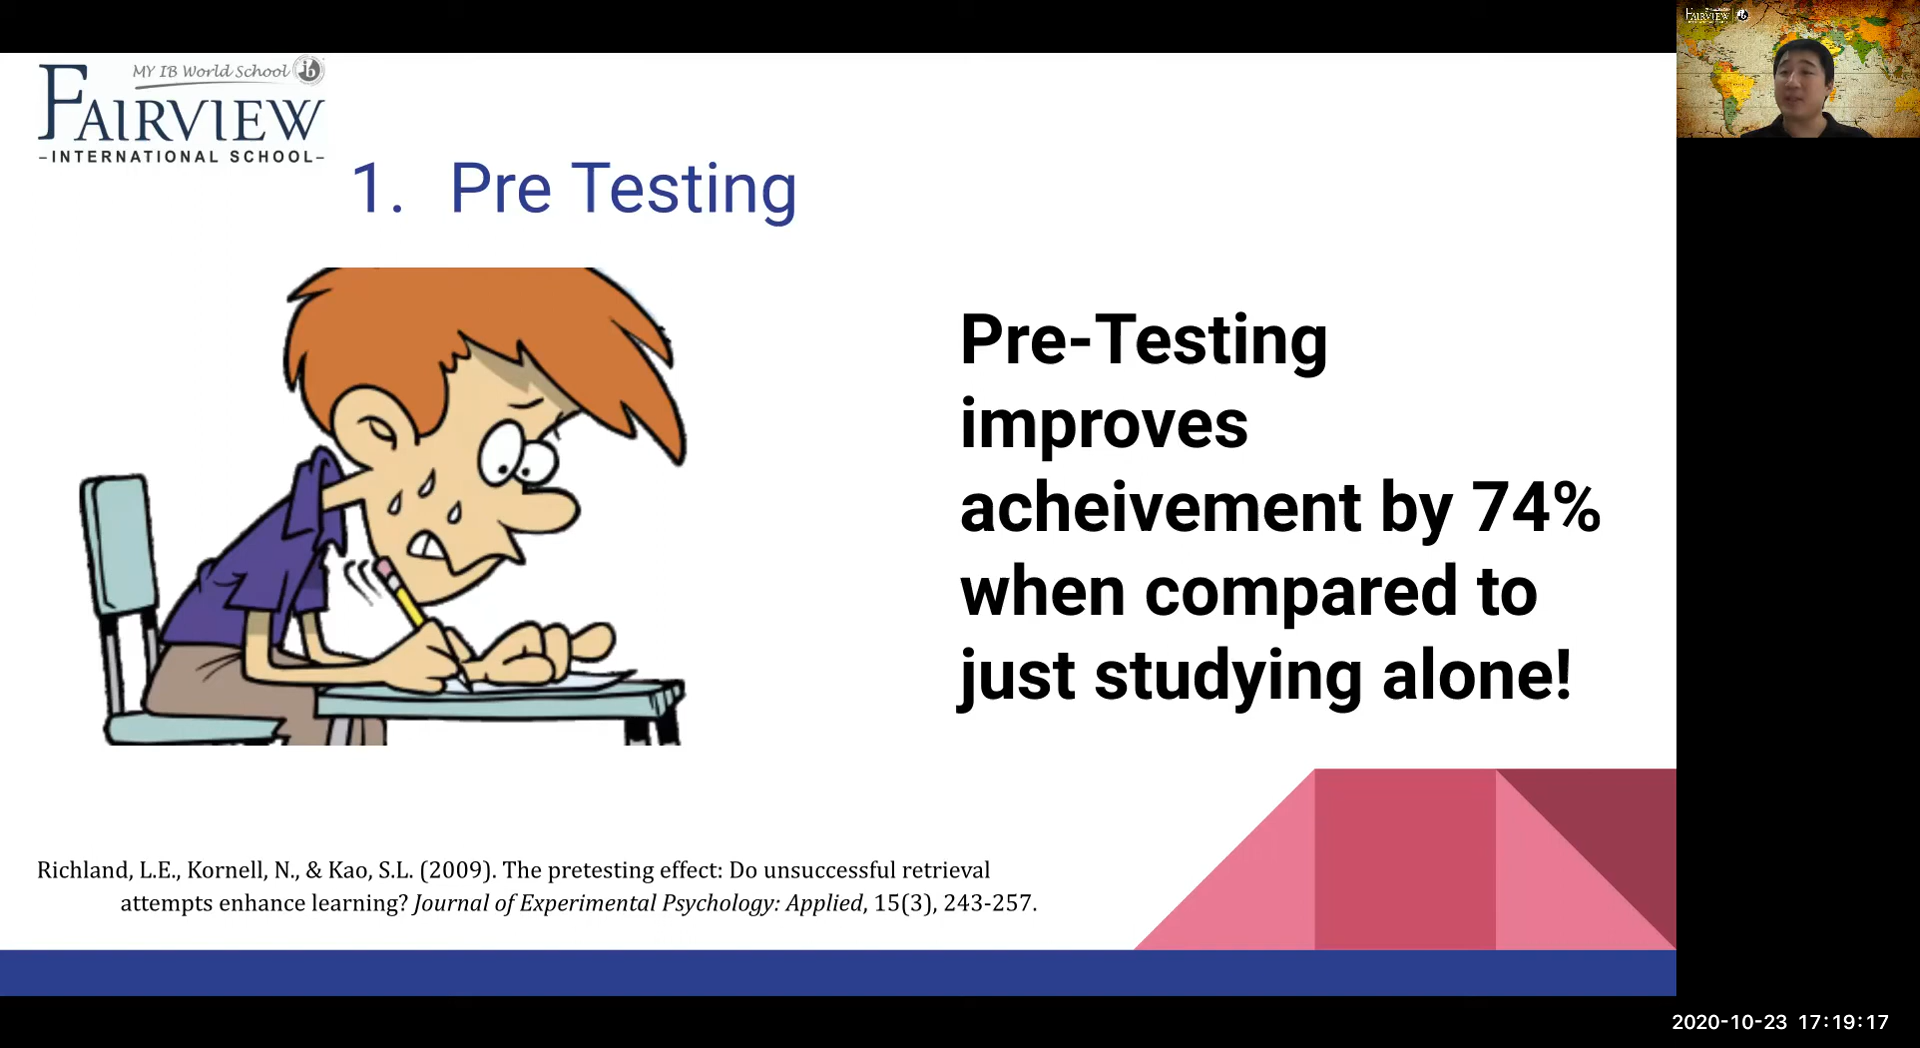 MY IB World School
FAIRVIEW
-INTERNATIONAL SCHOOL-
1. Pre Testing
Pre-Testing
improves
acheivement by 74%
when compared to
just studying alone!
Richland, L.E., Kornell, N., & Kao, S.L. (2009). The pretesting effect: Do unsuccessful retrieval
attempts enhance learning? Journal of Experimental Psychology: Applied, 15(3), 243-257.
FAIRVIEW
2020-10-23 17:19:17